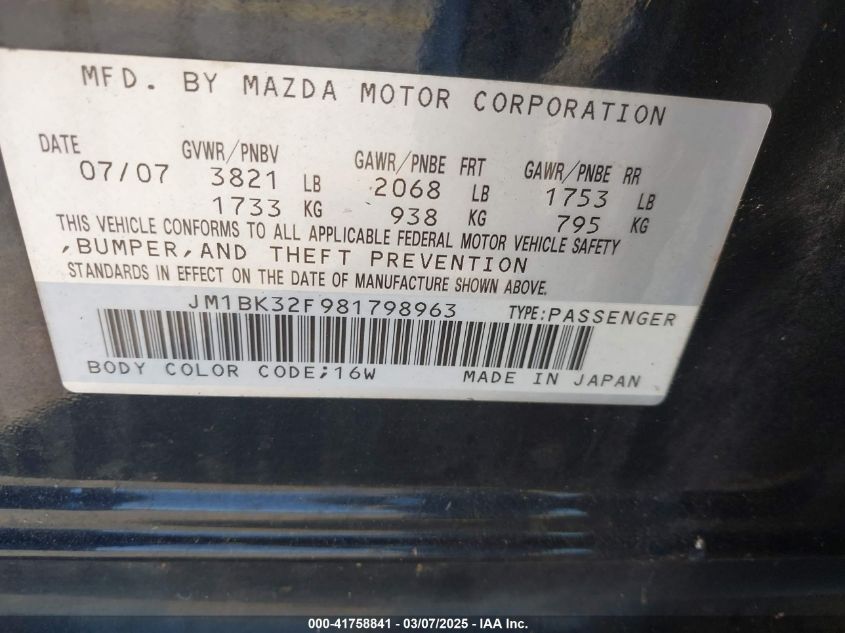 MFD. BY MAZDA MOTOR CORPORATION
DATE GVWR/PNBV GAWR/PNBE FRT GAWR/PNBE RR
07/07 3821 LB 2068 LB 1753 LB
1733 KG 938 KG 795 KG
THIS VEHICLE CONFORMS TO ALL APPLICABLE FEDERAL MOTOR VEHICLE SAFETY
,BUMPER,AND THEFT PREVENTION
STANDARDS IN EFFECT ON THE DATE OF MANUFACTURE SHOWN ABOVE.
JM1BK32F981798963 TYPE:PASSENGER
BODY COLOR CODE;16W MADE IN JAPAN
000-41758841 - 03/07/2025 - IAA Inc.